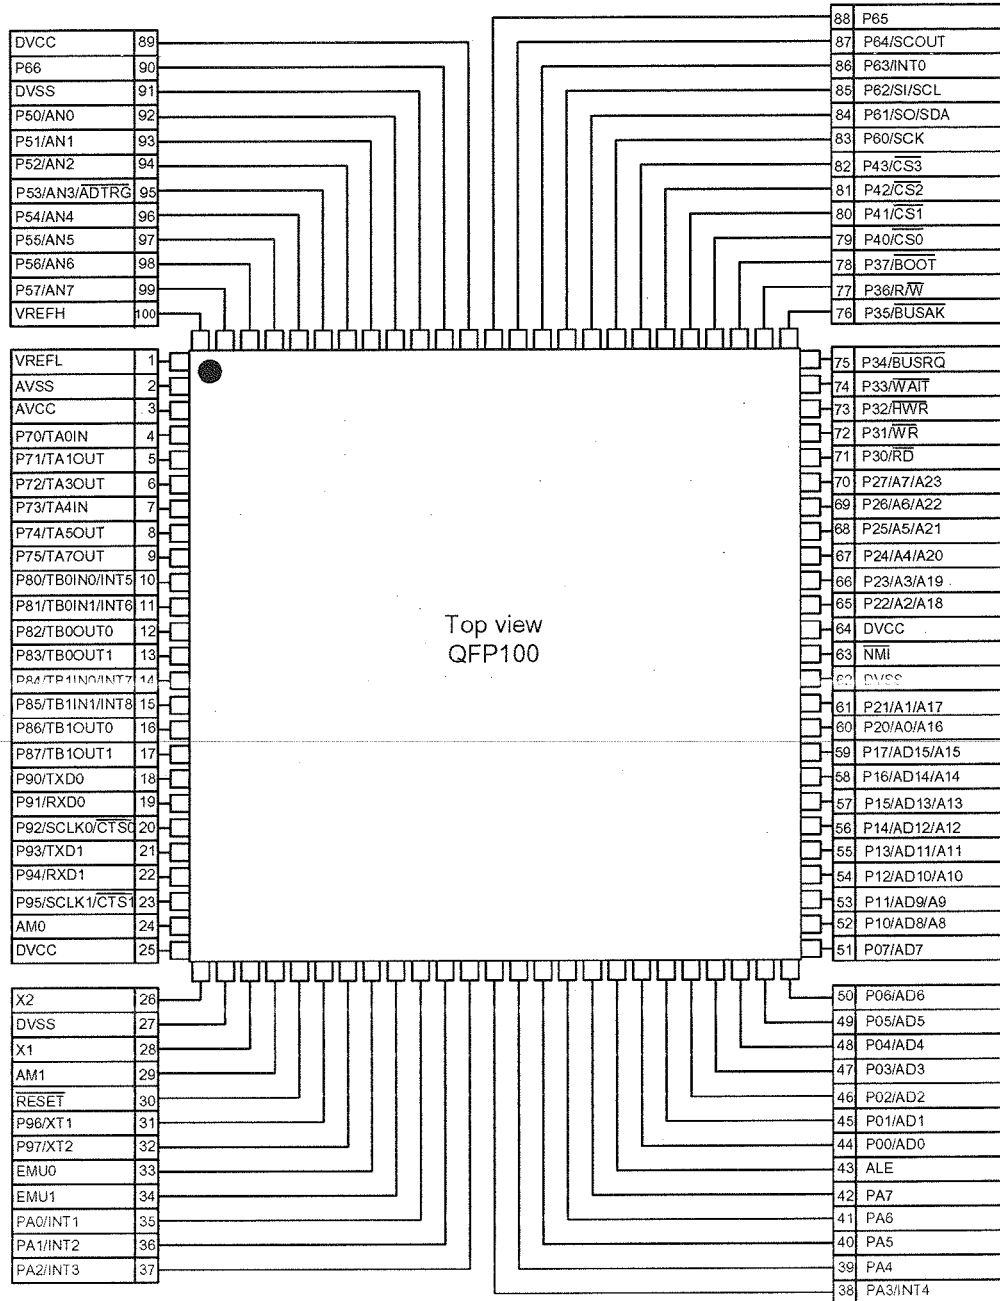 DVCC 89
P66 90
DVSS 91
P50/AN0 92
P51/AN1 93
P52/AN2 94
P53/AN3/ADTRG 95
P54/AN4 96
P55/AN5 97
P56/AN6 98
P57/AN7 99
VREFH 100
88 P65
87 P64/SCOUT
86 P63/INT0
85 P62/SI/SCL
84 P61/SO/SDA
83 P60/SCK
82 P43/CS3
81 P42/CS2
80 P41/CS1
79 P40/CS0
78 P37/BOOT
77 P36/R/W
76 P35/BUSAK
VREFL 1
AVSS 2
AVCC 3
P70/TA0IN 4
P71/TA1OUT 5
P72/TA3OUT 6
P73/TA4IN 7
P74/TA5OUT 8
P75/TA7OUT 9
P80/TB0IN0/INT5 10
P81/TB0IN1/INT6 11
P82/TB0OUT0 12
P83/TB0OUT1 13
P84/TB1IN0/INT7 14
P85/TB1IN1/INT8 15
P86/TB1OUT0 16
P87/TB1OUT1 17
P90/TXD0 18
P91/RXD0 19
P92/SCLK0/CTS0 20
P93/TXD1 21
P94/RXD1 22
P95/SCLK1/CTS1 23
AM0 24
DVCC 25
Top view
QFP100
75 P34/BUSRQ
74 P33/WAIT
73 P32/HWR
72 P31/WR
71 P30/RD
70 P27/A7/A23
69 P26/A6/A22
68 P25/A5/A21
67 P24/A4/A20
66 P23/A3/A19
65 P22/A2/A18
64 DVCC
63 NMI
62 DVSS
61 P21/A1/A17
60 P20/A0/A16
59 P17/AD15/A15
58 P16/AD14/A14
57 P15/AD13/A13
56 P14/AD12/A12
55 P13/AD11/A11
54 P12/AD10/A10
53 P11/AD9/A9
52 P10/AD8/A8
51 P07/AD7
X2 26
DVSS 27
X1 28
AM1 29
RESET 30
P96/XT1 31
P97/XT2 32
EMU0 33
EMU1 34
PA0/INT1 35
PA1/INT2 36
PA2/INT3 37
50 P06/AD6
49 P05/AD5
48 P04/AD4
47 P03/AD3
46 P02/AD2
45 P01/AD1
44 P00/AD0
43 ALE
42 PA7
41 PA6
40 PA5
39 PA4
38 PA3/INT4